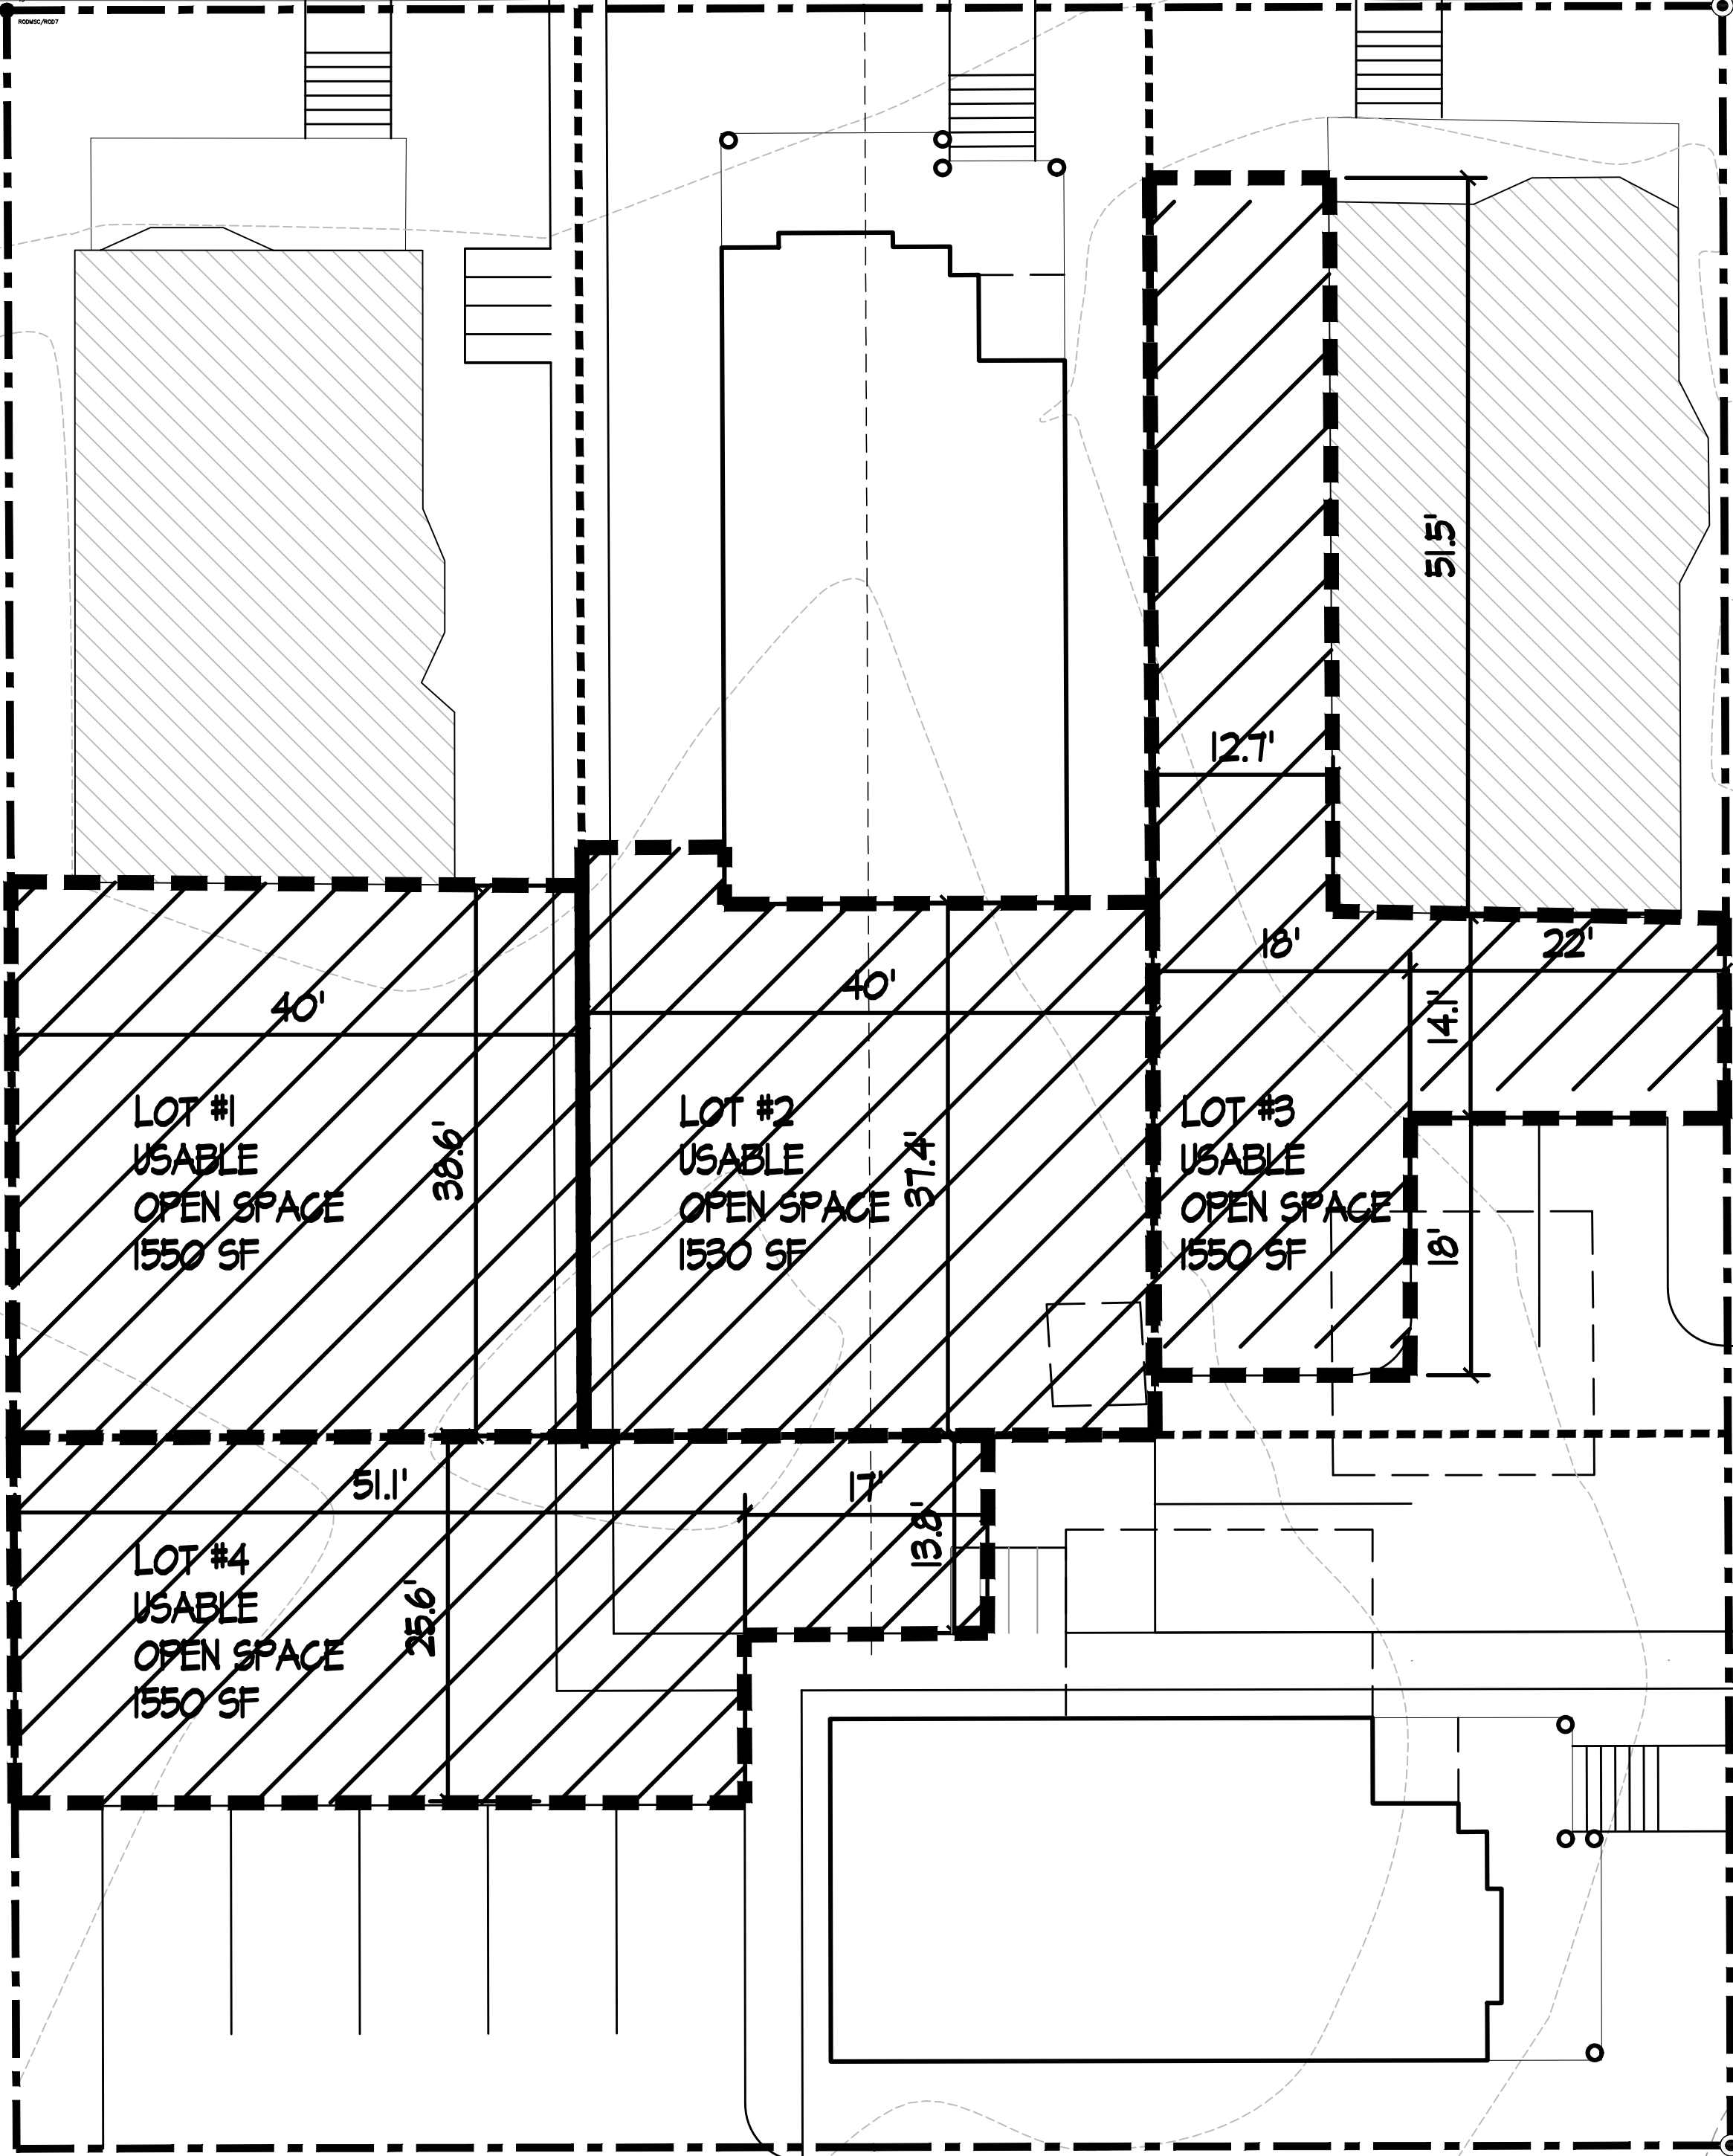 RODWSC/RCD7
51.5'
12.7'
18'
22'
40'
40'
14.1'
LOT #1
USABLE
OPEN SPACE
1550 SF
38.6'
LOT #2
USABLE
OPEN SPACE
1530 SF
37.4'
LOT #3
USABLE
OPEN SPACE
1550 SF
18'
51.1'
17'
13.8'
LOT #4
USABLE
OPEN SPACE
1550 SF
25.6'